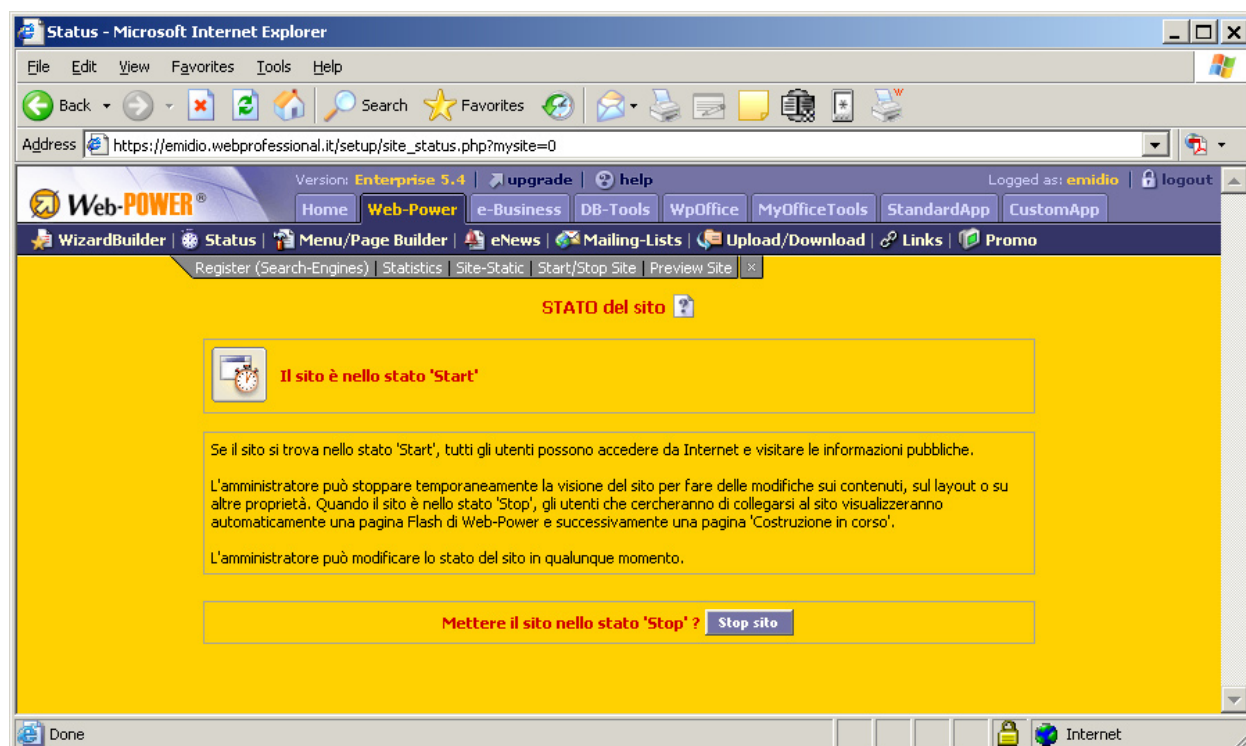 Status - Microsoft Internet Explorer
File Edit View Favorites Tools Help
Back Search Favorites
Address https://emidio.webprofessional.it/setup/site_status.php?mysite=0
Version: Enterprise 5.4 | upgrade | help Logged as: emidio | logout
Web-POWER ® Home Web-Power e-Business DB-Tools WpOffice MyOfficeTools StandardApp CustomApp
WizardBuilder | Status | Menu/Page Builder | eNews | Mailing-Lists | Upload/Download | Links | Promo
Register (Search-Engines) | Statistics | Site-Static | Start/Stop Site | Preview Site
STATO del sito
Il sito è nello stato 'Start'
Se il sito si trova nello stato 'Start', tutti gli utenti possono accedere da Internet e visitare le informazioni pubbliche.
L'amministratore può stoppare temporaneamente la visione del sito per fare delle modifiche sui contenuti, sul layout o su
altre proprietà. Quando il sito è nello stato 'Stop', gli utenti che cercheranno di collegarsi al sito visualizzeranno
automaticamente una pagina Flash di Web-Power e successivamente una pagina 'Costruzione in corso'.
L'amministratore può modificare lo stato del sito in qualunque momento.
Mettere il sito nello stato 'Stop' ? Stop sito
Done Internet